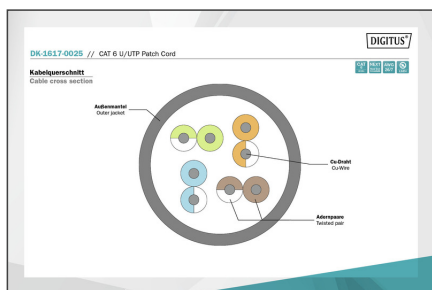 DIGITUS®
DK-1617-0025 // CAT 6 U/UTP Patch Cord
Kabelquerschnitt
Cable cross section
Außenmantel
Outer jacket
Cu-Draht
Cu-Wire
Adernpaare
Twisted pair